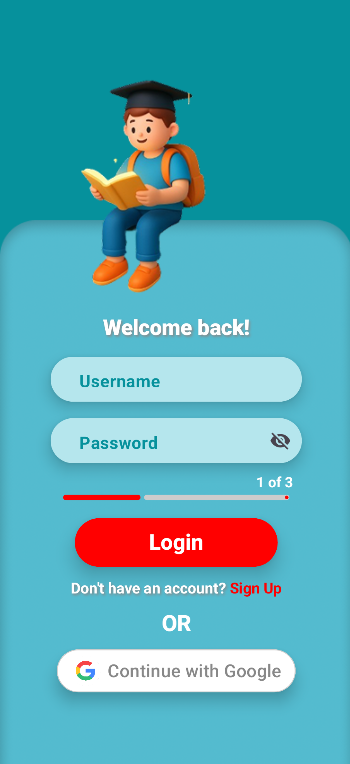 Welcome back!
Username
Password
1 of 3
Login
Don't have an account? Sign Up
OR
Continue with Google